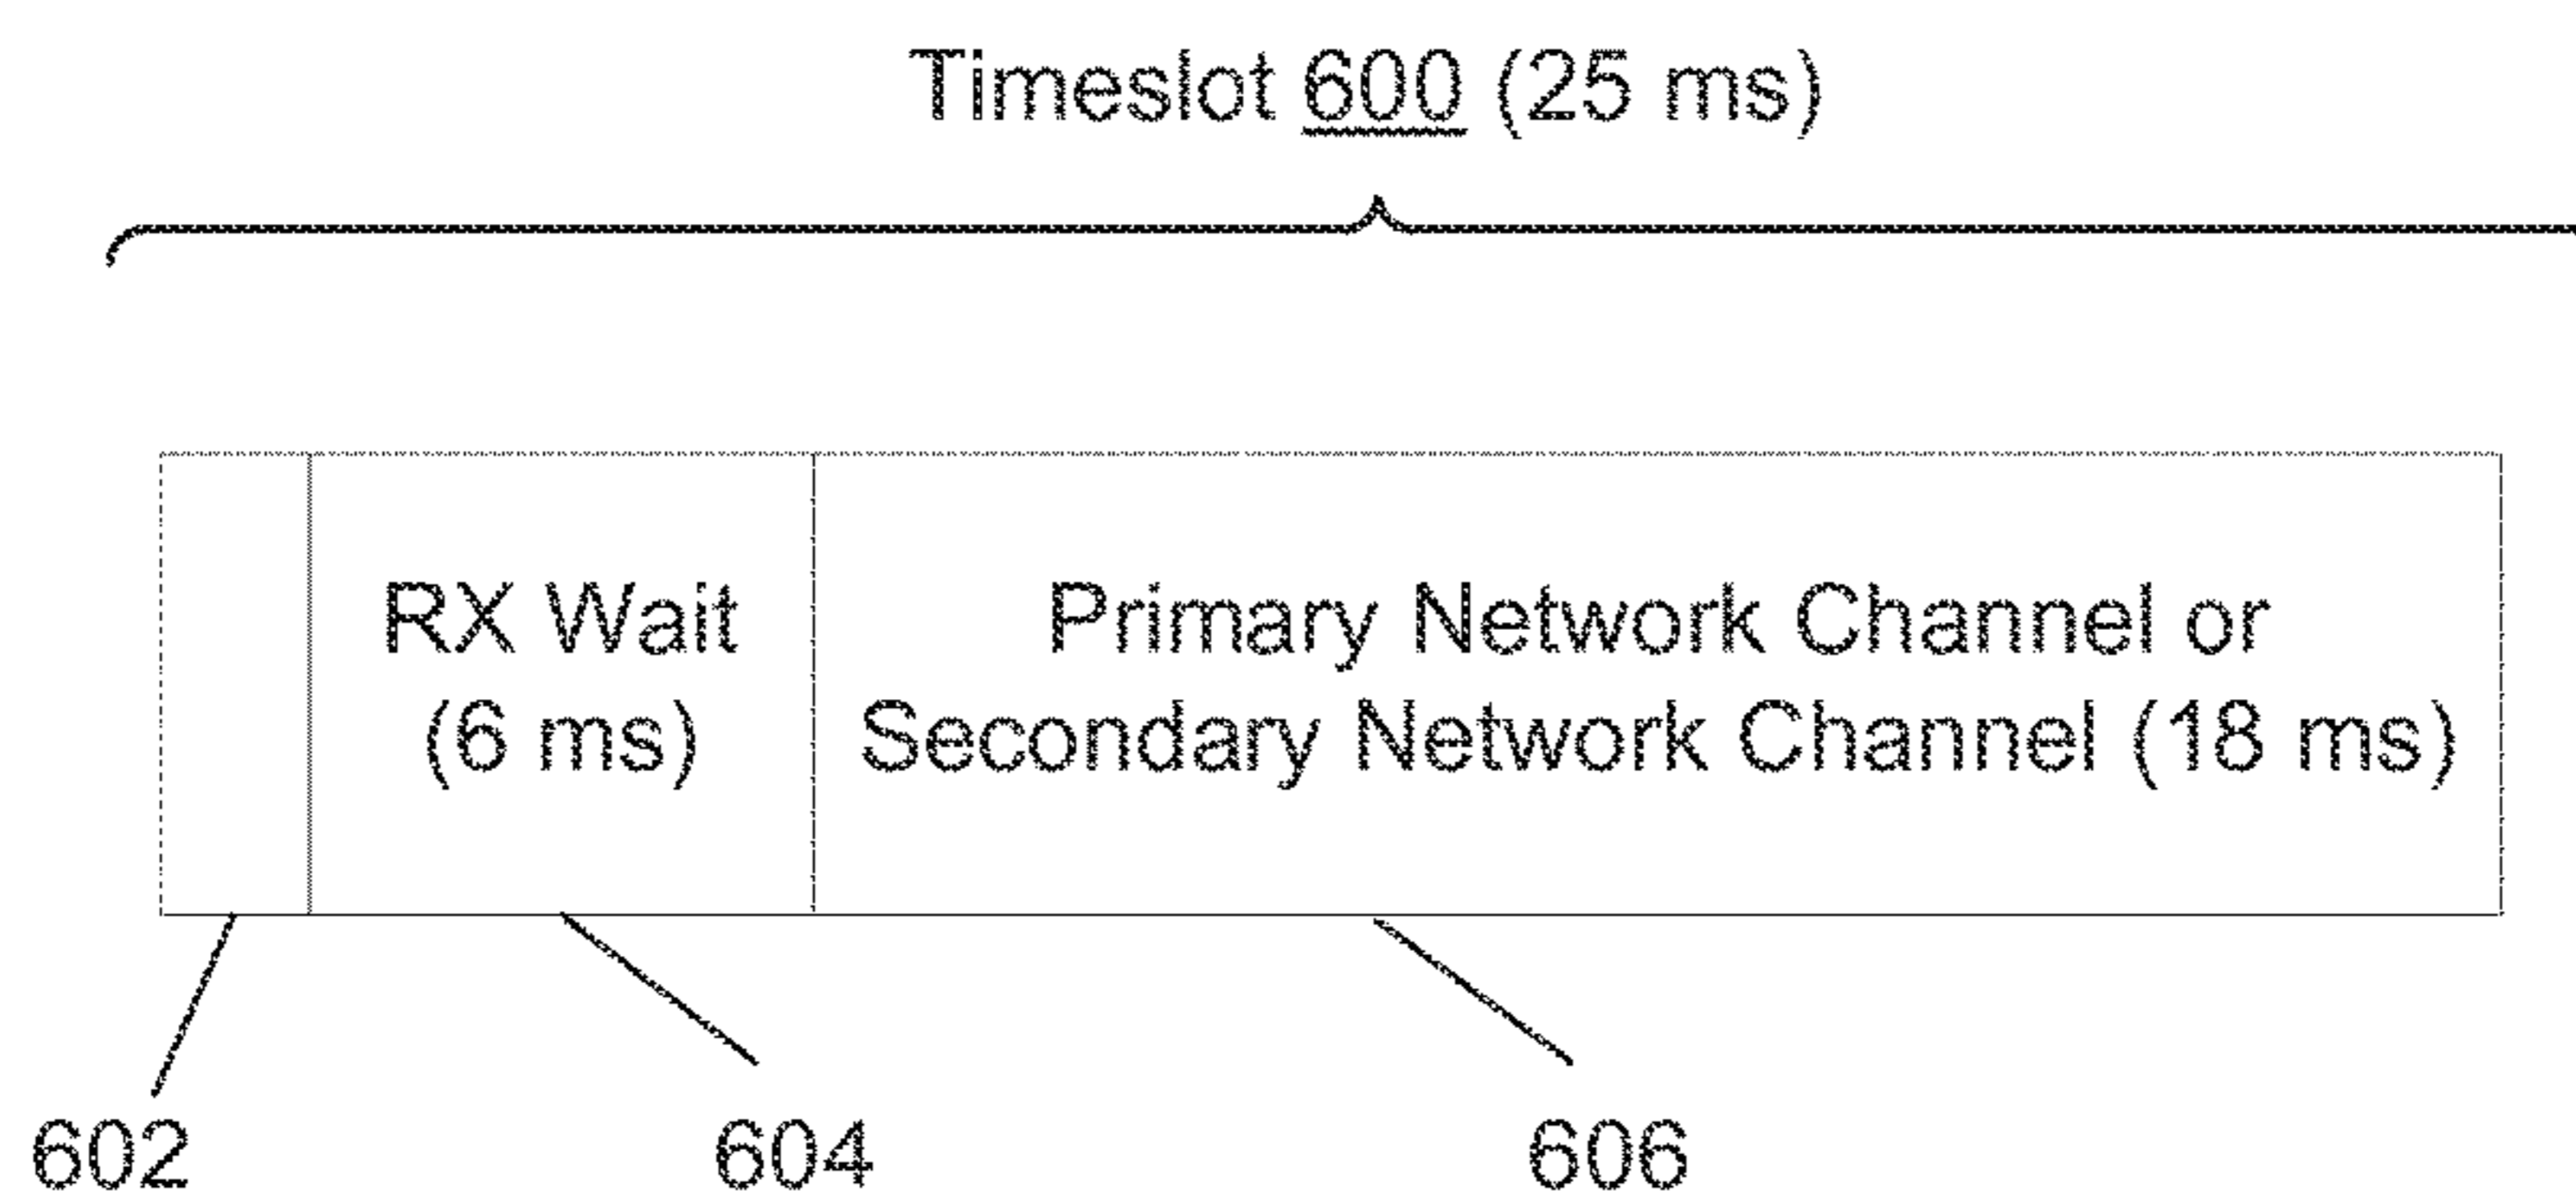 Timeslot 600 (25 ms)
RX Wait
(6 ms)
Primary Network Channel or
Secondary Network Channel (18 ms)
602
604
606